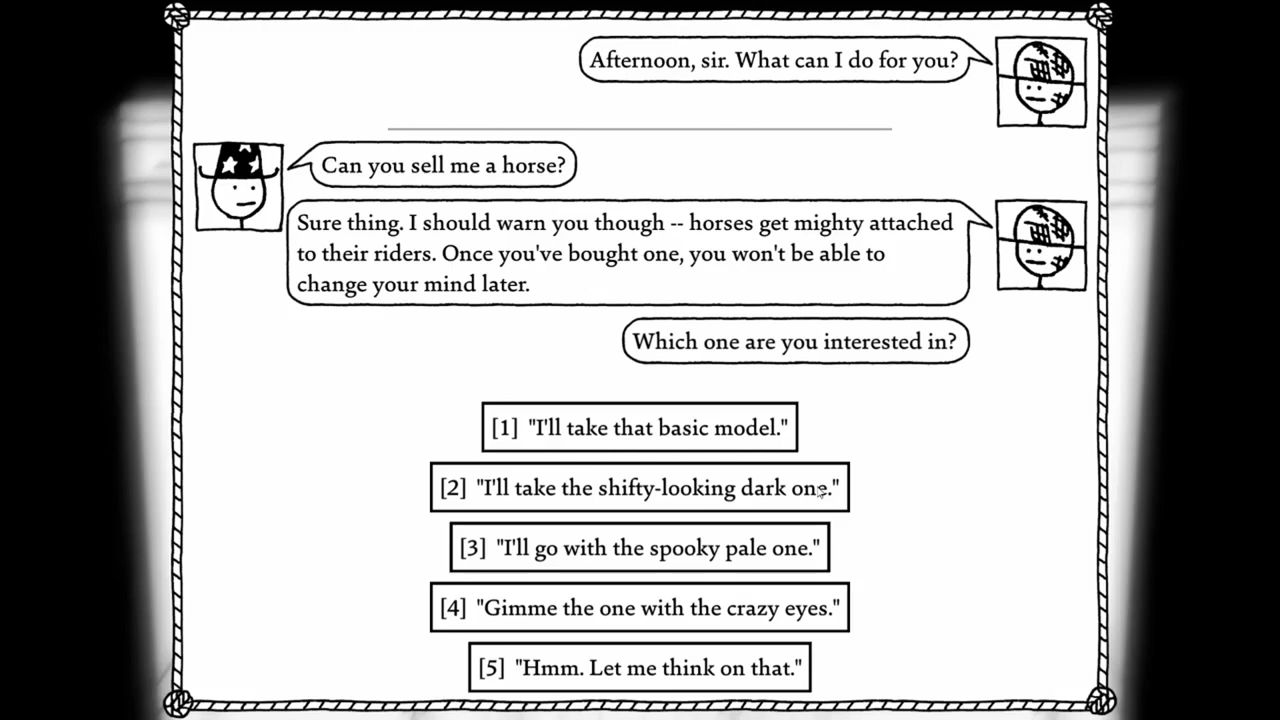 Afternoon, sir. What can I do for you?
Can you sell me a horse?
Sure thing. I should warn you though -- horses get mighty attached
to their riders. Once you've bought one, you won't be able to
change your mind later.
Which one are you interested in?
[1] "I'll take that basic model."
[2] "I'll take the shifty-looking dark one."
[3] "I'll go with the spooky pale one."
[4] "Gimme the one with the crazy eyes."
[5] "Hmm. Let me think on that."